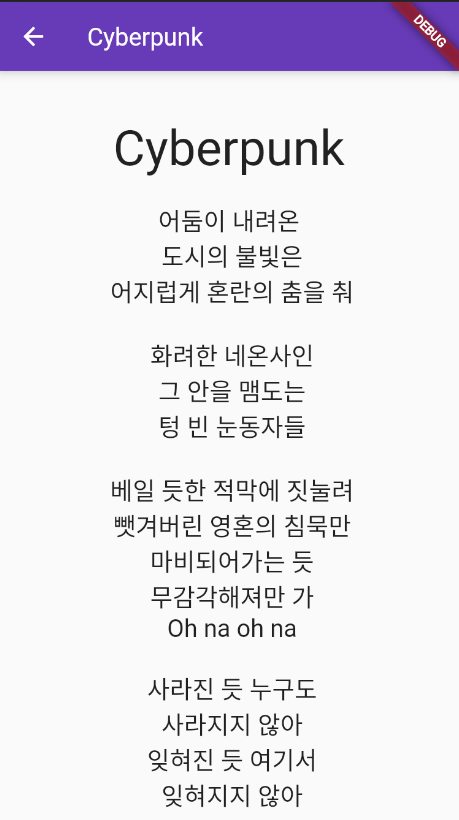 Cyberpunk
DEBUG
Cyberpunk
어둠이 내려온
도시의 불빛은
어지럽게 혼란의 춤을 춰
화려한 네온사인
그 안을 맴도는
텅 빈 눈동자들
베일 듯한 적막에 짓눌려
뺏겨버린 영혼의 침묵만
마비되어가는 듯
무감각해져만 가
Oh na oh na
사라진 듯 누구도
사라지지 않아
잊혀진 듯 여기서
잊혀지지 않아